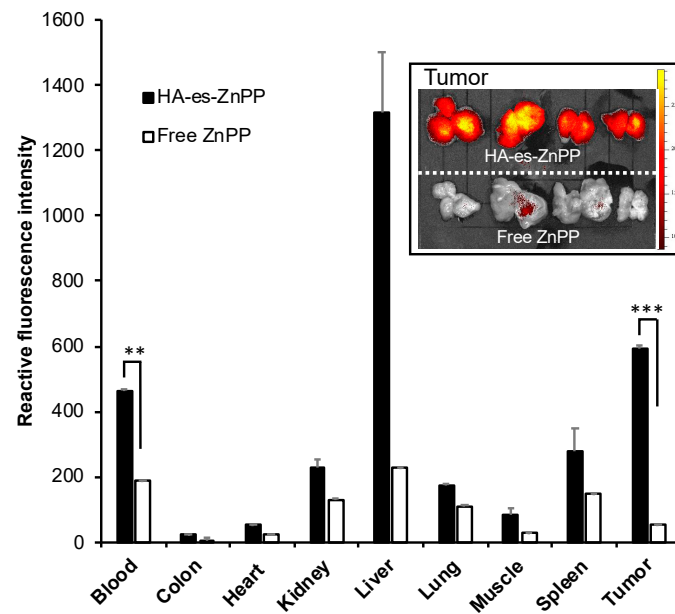 1600
1400
1200
1000
800
600
400
200
0
Reactive fluorescence intensity
HA-es-ZnPP
Free ZnPP
Tumor
HA-es-ZnPP
Free ZnPP
**
***
Blood
Colon
Heart
Kidney
Liver
Lung
Muscle
Spleen
Tumor